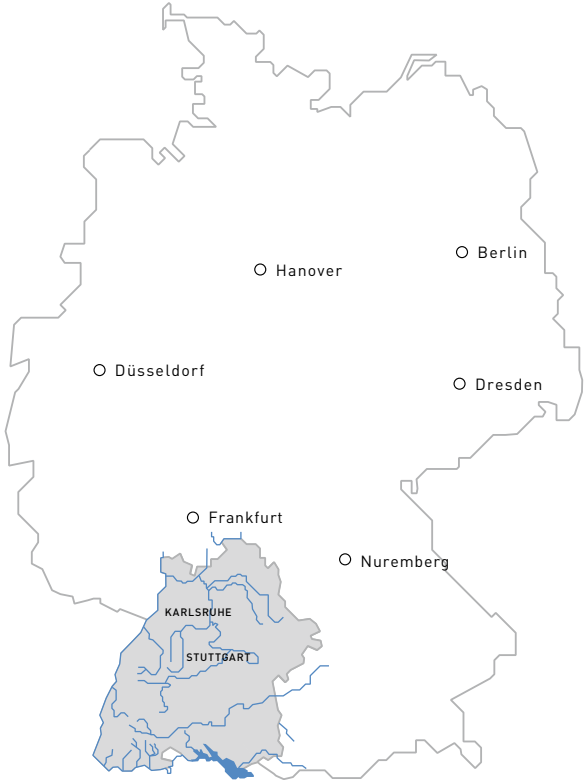 Berlin
Hanover
Düsseldorf
Dresden
Frankfurt
Nuremberg
KARLSRUHE
STUTTGART